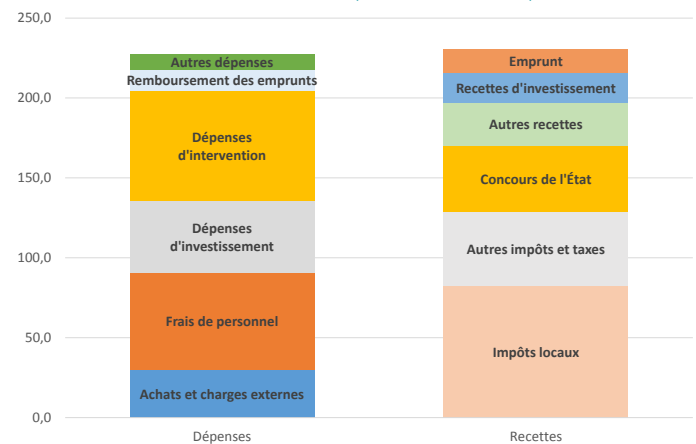 250,0
200,0
150,0
100,0
50,0
0,0
Autres dépenses
Remboursement des emprunts
Dépenses
d'intervention
Dépenses
d'investissement
Frais de personnel
Achats et charges externes
Emprunt
Recettes d'investissement
Autres recettes
Concours de l'État
Autres impôts et taxes
Impôts locaux
Dépenses
Recettes